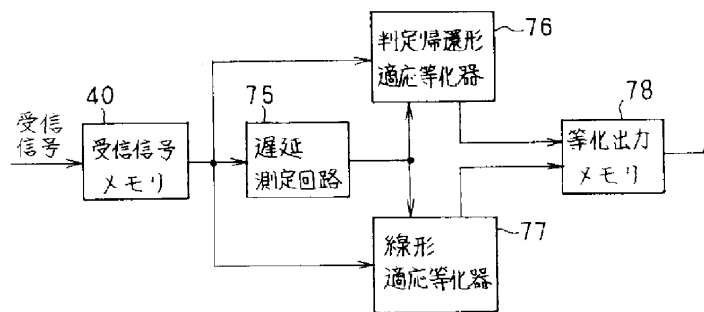 76
判定帰還形
適応等化器
40
75
78
受信
信号
受信信号
メモリ
遅延
測定回路
等化出力
メモリ
77
線形
適応等化器